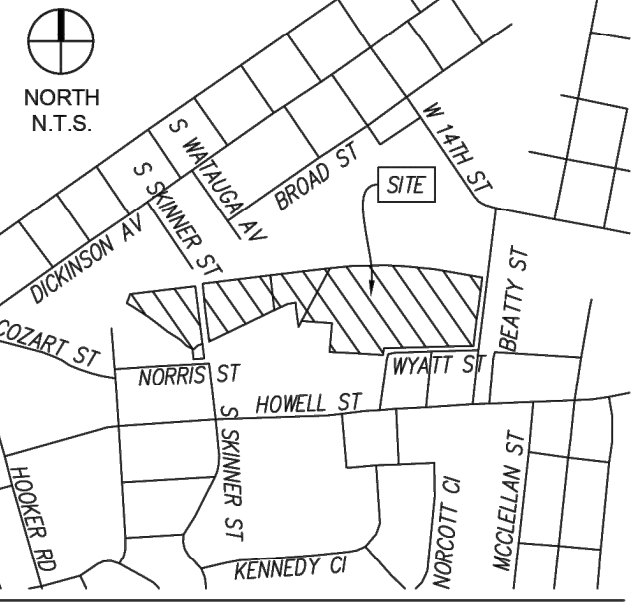 NORTH
N.T.S.
S WATAUGA AV
W 14TH ST
BROAD ST
S SKINNER ST
SITE
DICKINSON AV
BEATTY ST
COZART ST
NORRIS ST
WYATT ST
HOWELL ST
S SKINNER ST
MCCLELLAN ST
HOOKER RD
NORCOTT CI
KENNEDY CI